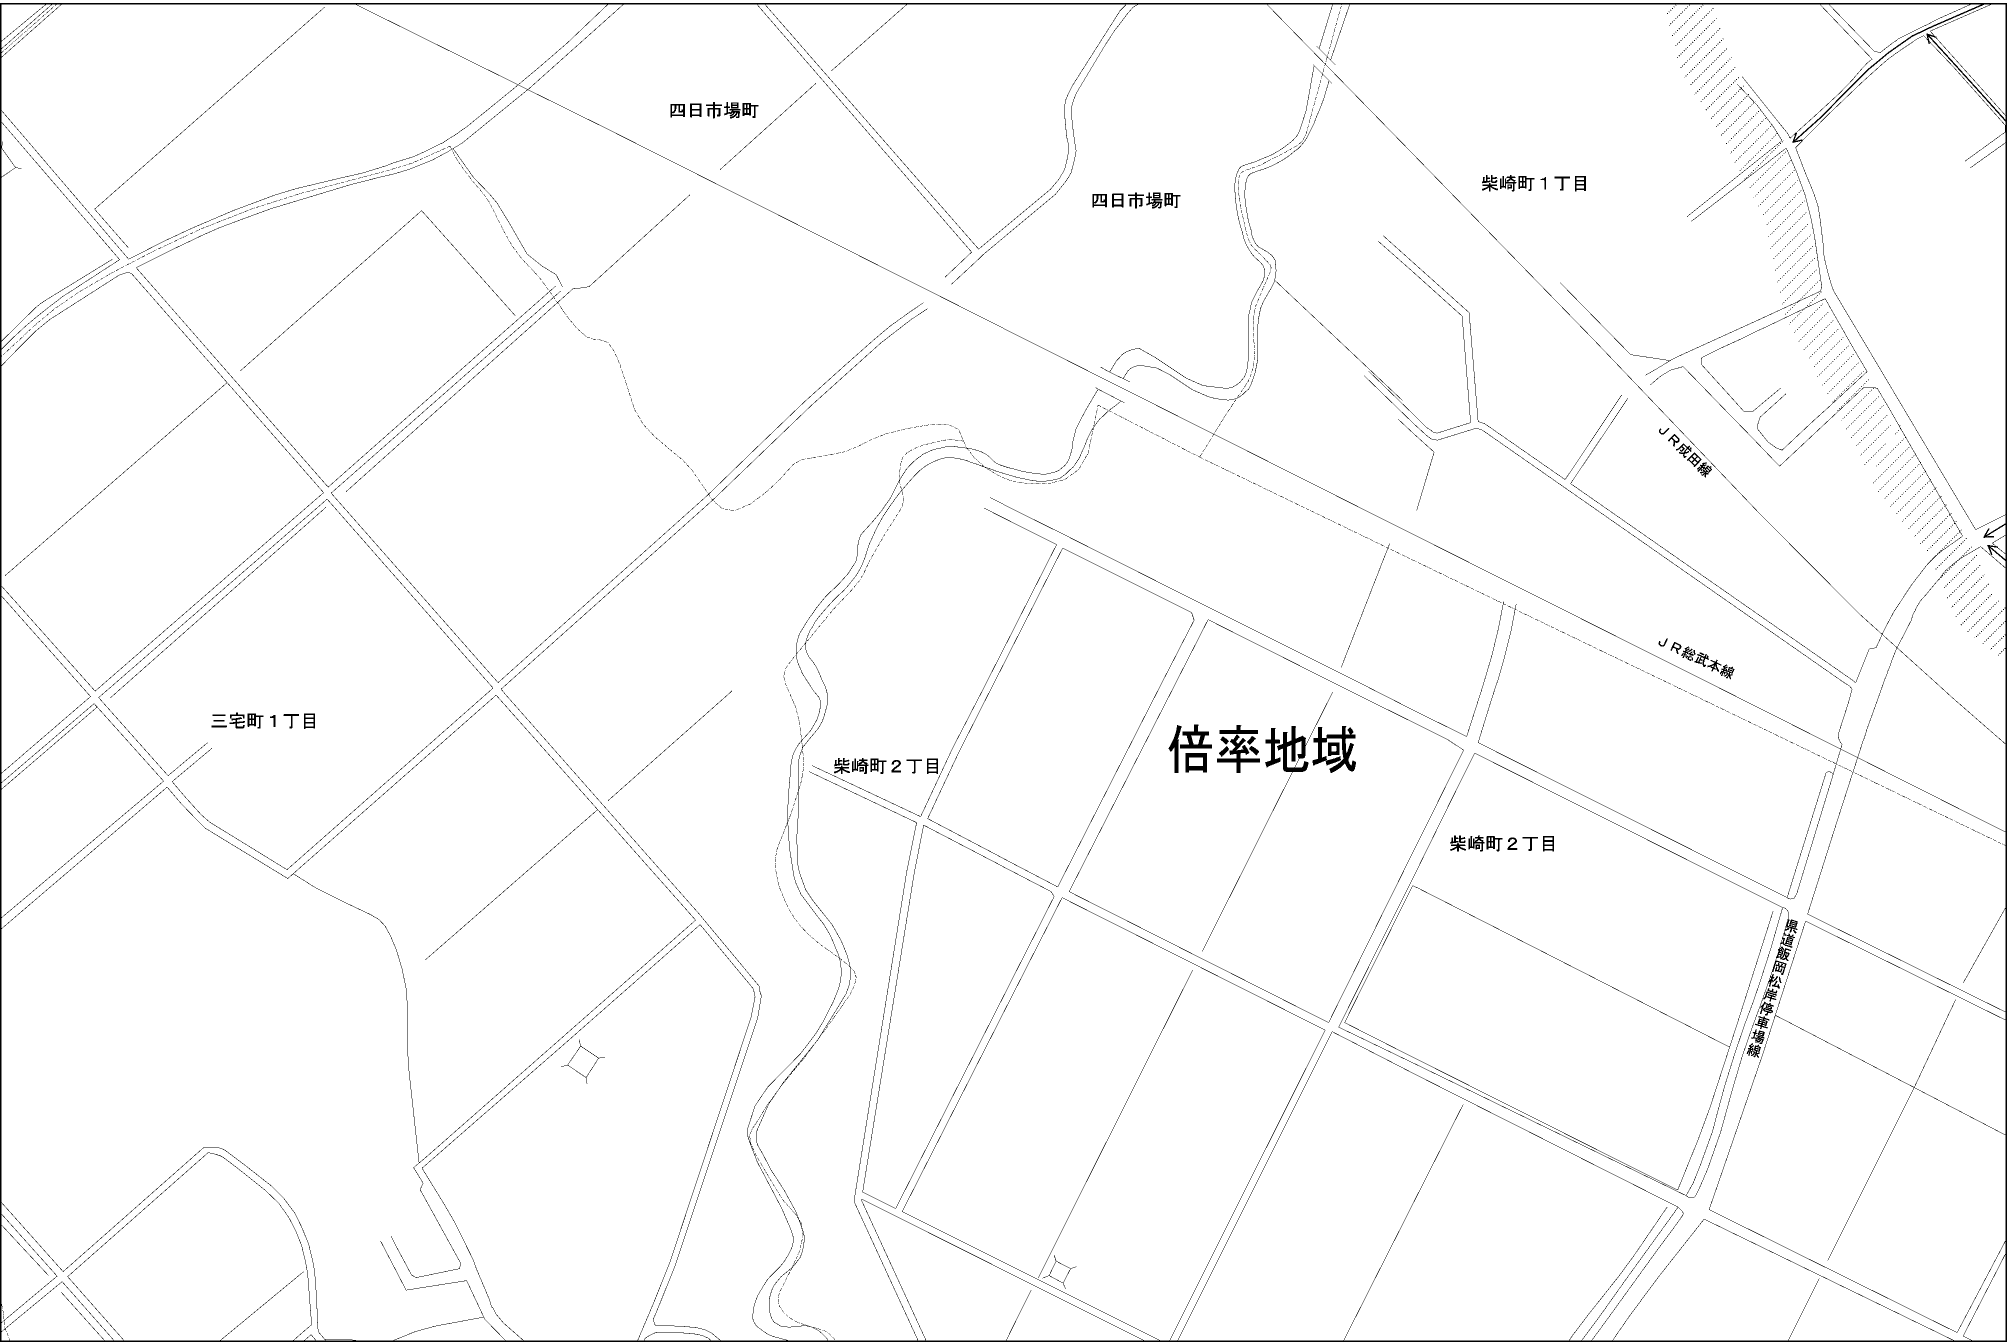 四日市場町
柴崎町１丁目
四日市場町
ＪＲ成田線
ＪＲ総武本線
三宅町１丁目
倍率地域
柴崎町２丁目
柴崎町２丁目
県道飯岡松岸停車場線